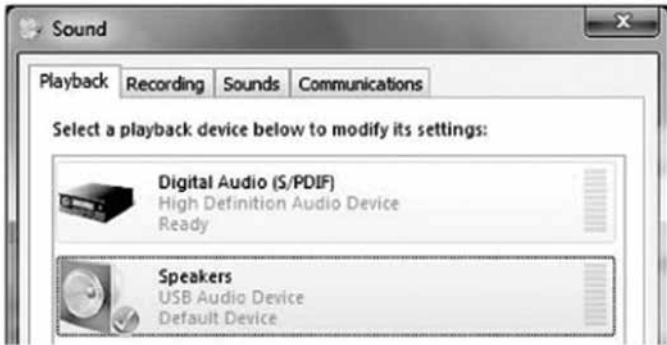 Sound
Playback Recording Sounds Communications
Select a playback device below to modify its settings:
Digital Audio (S/PDIF)
High Definition Audio Device
Ready
Speakers
USB Audio Device
Default Device